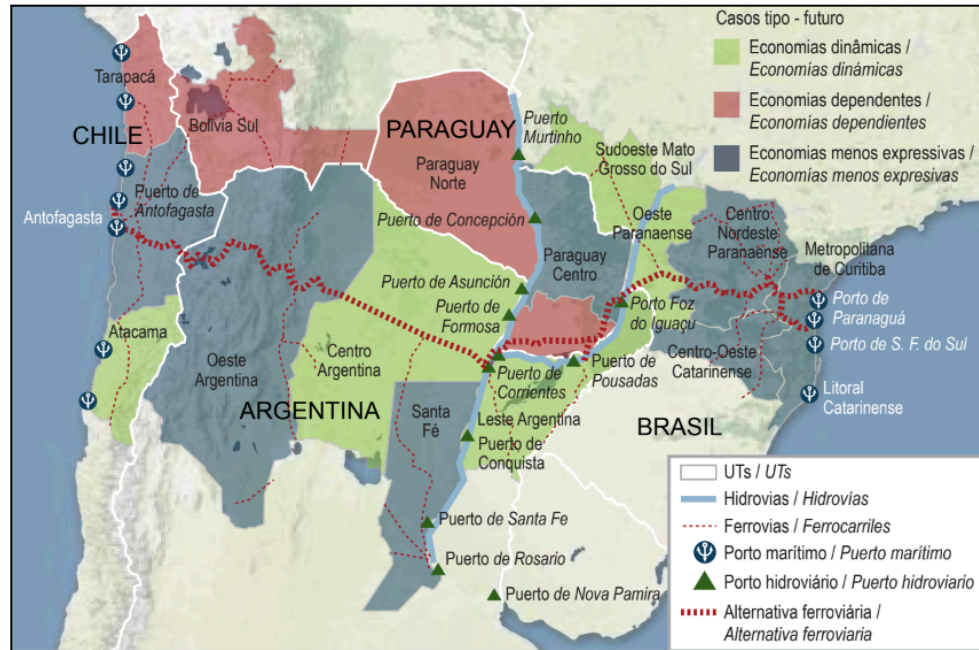 Casos tipo - futuro
Economias dinâmicas /
Economías dinámicas
Economias dependentes /
Economías dependientes
Economias menos expressivas /
Economías menos expresivas
Tarapacá
CHILE
Bolivia Sul
PARAGUAY
Puerto
Murtinho
Paraguay
Norte
Sudoeste Mato
Grosso do Sul
Puerto de
Antofagasta
Antofagasta
Puerto de Concepción
Oeste
Paranaense
Centro
Nordeste
Paranaense
Metropolitana
de Curitiba
Paraguay
Centro
Puerto de Asunción
Puerto de
Formosa
Porto Foz
do Iguaçú
Porto de
Paranaguá
Porto de S. F. do Sul
Atacama
Oeste
Argentina
Centro
Argentina
Puerto de
Corrientes
Puerto de
Pousadas
Centro-Oeste
Catarinense
Litoral
Catarinense
ARGENTINA
Santa
Fé
Leste Argentina
Puerto de
Conquista
BRASIL
Puerto de Santa Fe
Puerto de Rosario
Puerto de Nova Pamira
UTs / UTs
Hidrovias / Hidrovías
Ferrovias / Ferrocarriles
Porto marítimo / Puerto marítimo
Porto hidroviário / Puerto hidroviario
Alternativa ferroviária /
Alternativa ferroviaria